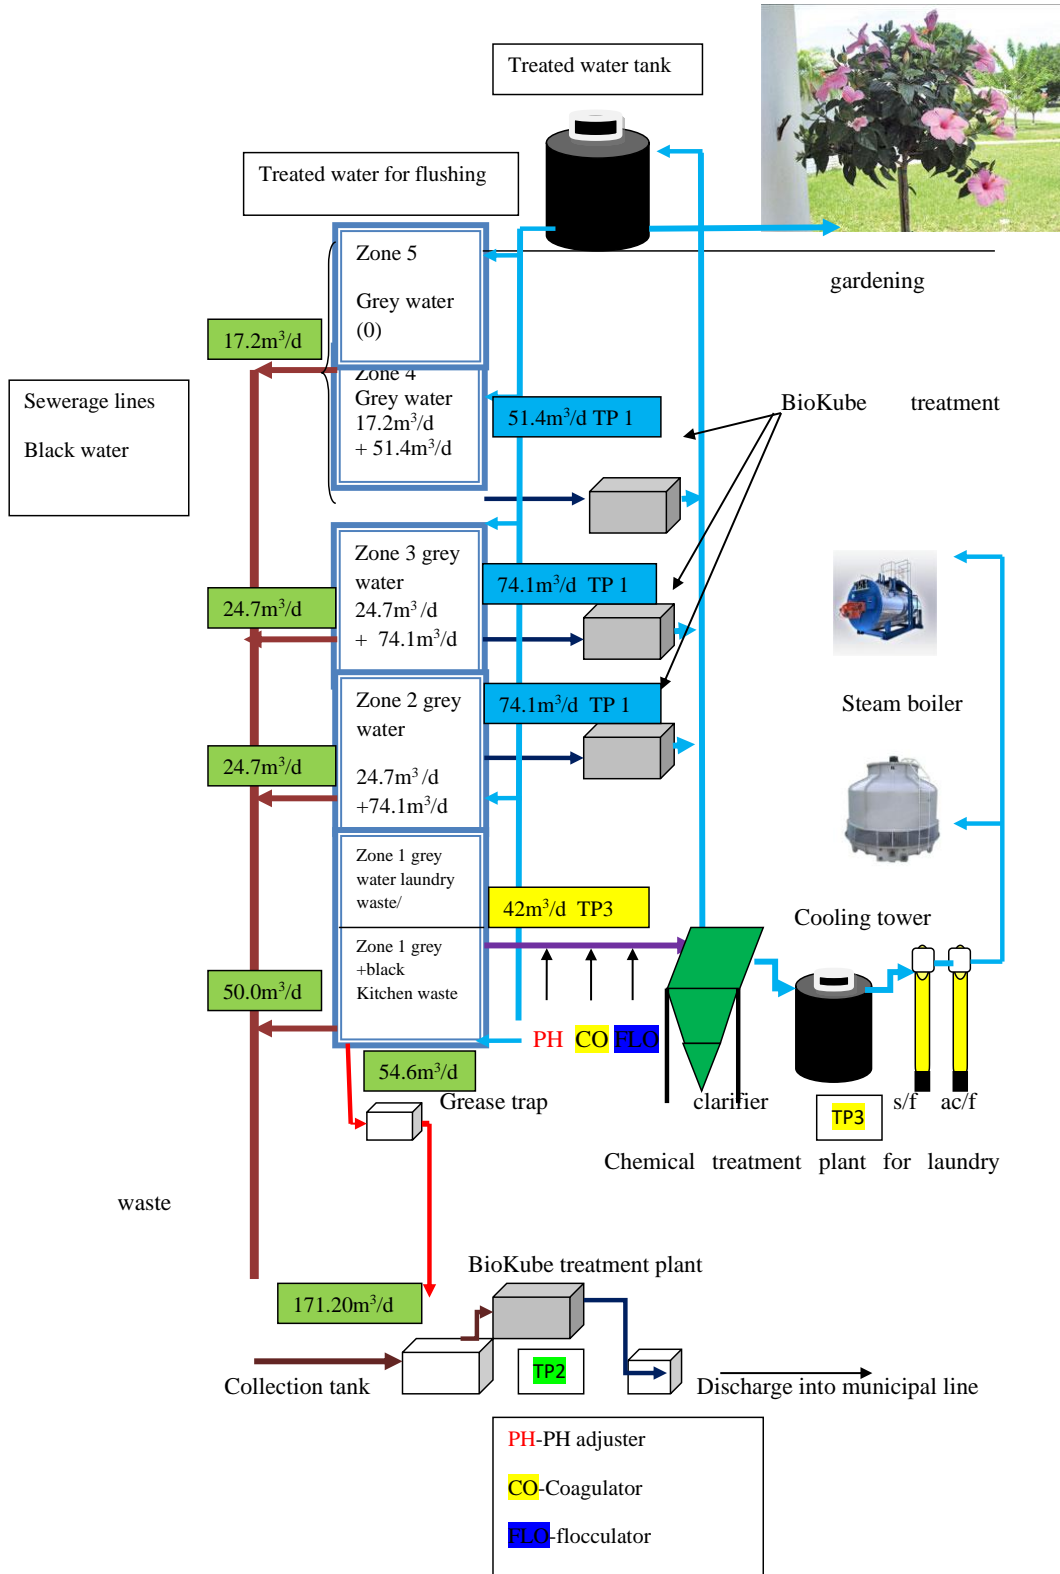 Treated water tank
Treated water for flushing
Zone 5
Grey water
(0)
gardening
17.2m³/d
Zone 4
Grey water
17.2m³/d
+ 51.4m³/d
51.4m³/d TP 1
BioKube treatment
Sewerage lines
Black water
Zone 3 grey
water
24.7m³/d
+ 74.1m³/d
74.1m³/d TP 1
24.7m³/d
Zone 2 grey
water
24.7m³/d
+74.1m³/d
74.1m³/d TP 1
24.7m³/d
Steam boiler
Zone 1 grey
water laundry
waste/
42m³/d TP3
Cooling tower
Zone 1 grey
+black
Kitchen waste
50.0m³/d
PH CO FLO
54.6m³/d
Grease trap
clarifier
s/f ac/f
TP3
Chemical treatment plant for laundry
waste
BioKube treatment plant
171.20m³/d
TP2
Collection tank
Discharge into municipal line
PH-PH adjuster
CO-Coagulator
FLO-flocculator